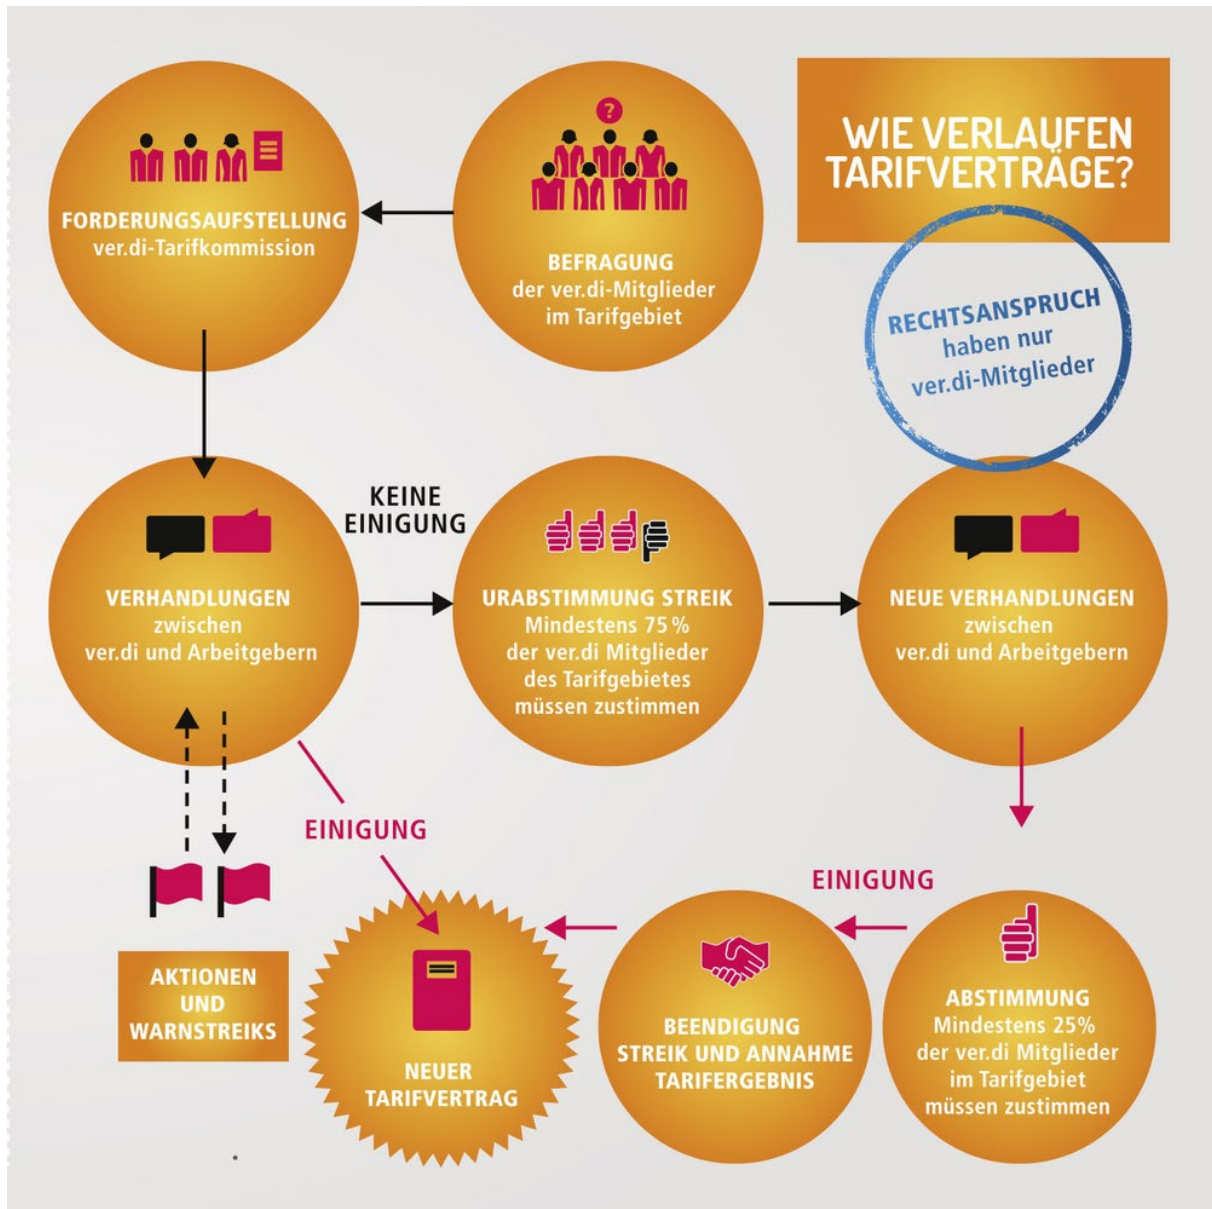 WIE VERLAUFEN
TARIFVERTRÄGE?
RECHTSANSPRUCH
haben nur
ver.di-Mitglieder
?
BEFRAGUNG
der ver.di-Mitglieder
im Tarifgebiet
FORDERUNGSAUFSTELLUNG
ver.di-Tarifkommission
VERHANDLUNGEN
zwischen
ver.di und Arbeitgebern
KEINE
EINIGUNG
URABSTIMMUNG STREIK
Mindestens 75%
der ver.di Mitglieder
des Tarifgebietes
müssen zustimmen
NEUE VERHANDLUNGEN
zwischen
ver.di und Arbeitgebern
AKTIONEN
UND
WARNSTREIKS
EINIGUNG
EINIGUNG
ABSTIMMUNG
Mindestens 25%
der ver.di Mitglieder
im Tarifgebiet
müssen zustimmen
BEENDIGUNG
STREIK UND ANNAHME
TARIFERGEBNIS
NEUER
TARIFVERTRAG